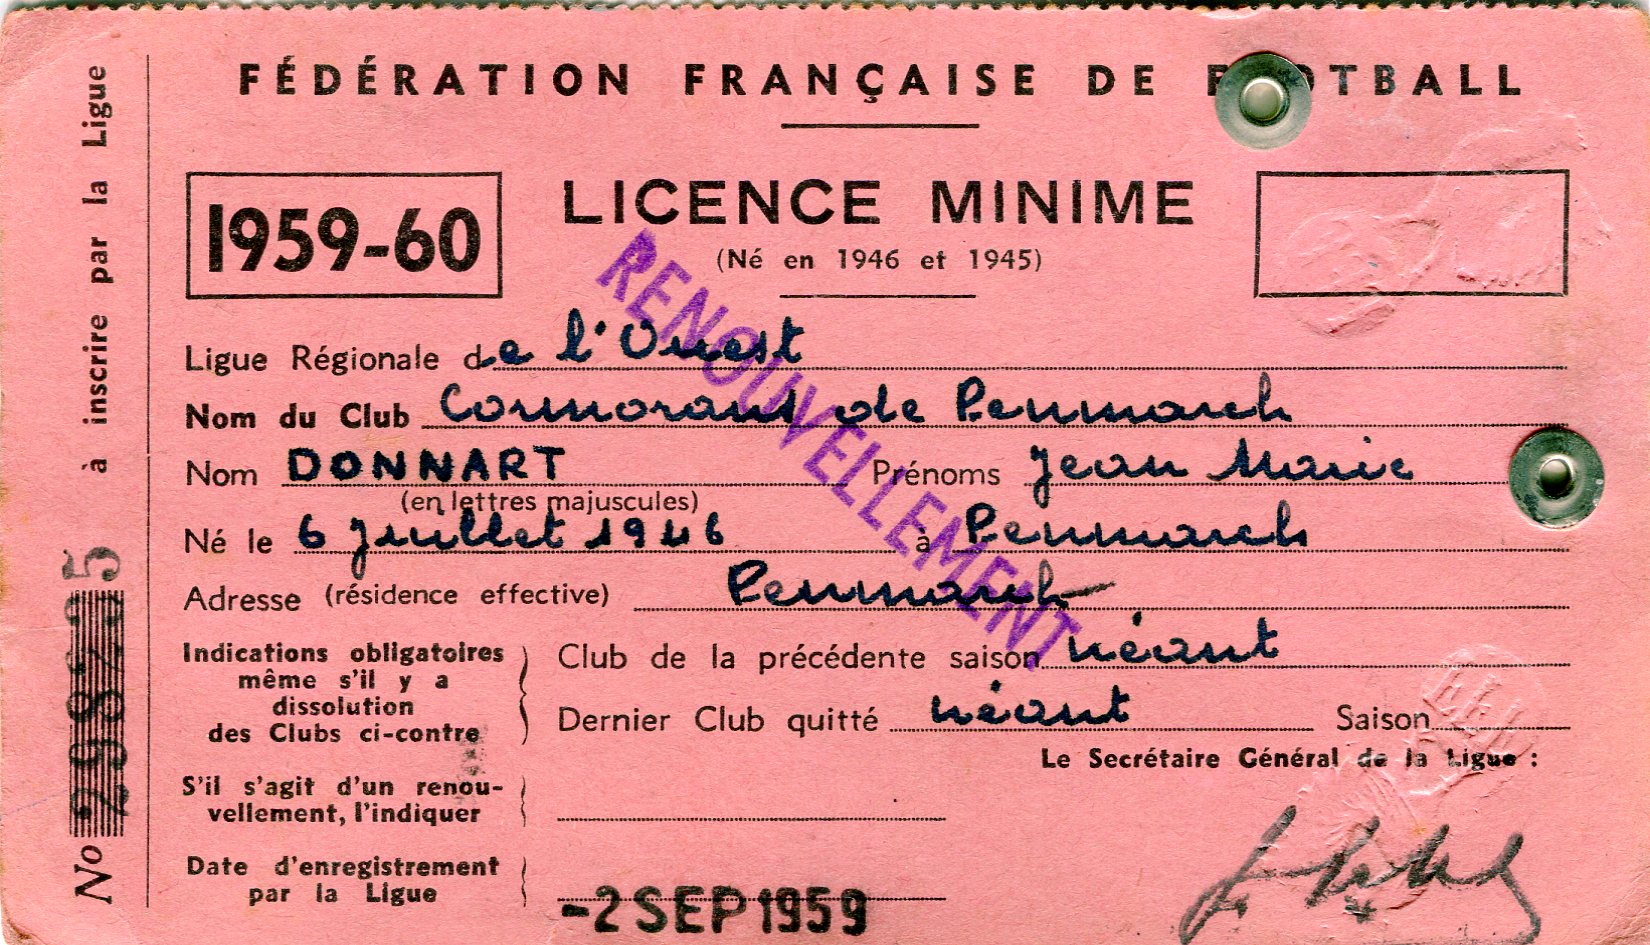 FÉDÉRATION FRANÇAISE DE FOOTBALL
1959-60
LICENCE MINIME
(Né en 1946 et 1945)
RENOUVELLEMENT
Ligue Régionale de l'Ouest
Nom du Club Cormorans de Penmarch
Nom DONNART Prénoms Jean Marie
(en lettres majuscules)
Né le 6 Juillet 1946 à Penmarch
Adresse (résidence effective) Penmarch
Indications obligatoires
même s'il y a
dissolution
des Clubs ci-contre
Club de la précédente saison néant
Dernier Club quitté néant Saison
Le Secrétaire Général de la Ligue :
S'il s'agit d'un renou-
vellement, l'indiquer
Date d'enregistrement
par la Ligue
-2 SEP 1959
No
à inscrire par la Ligue